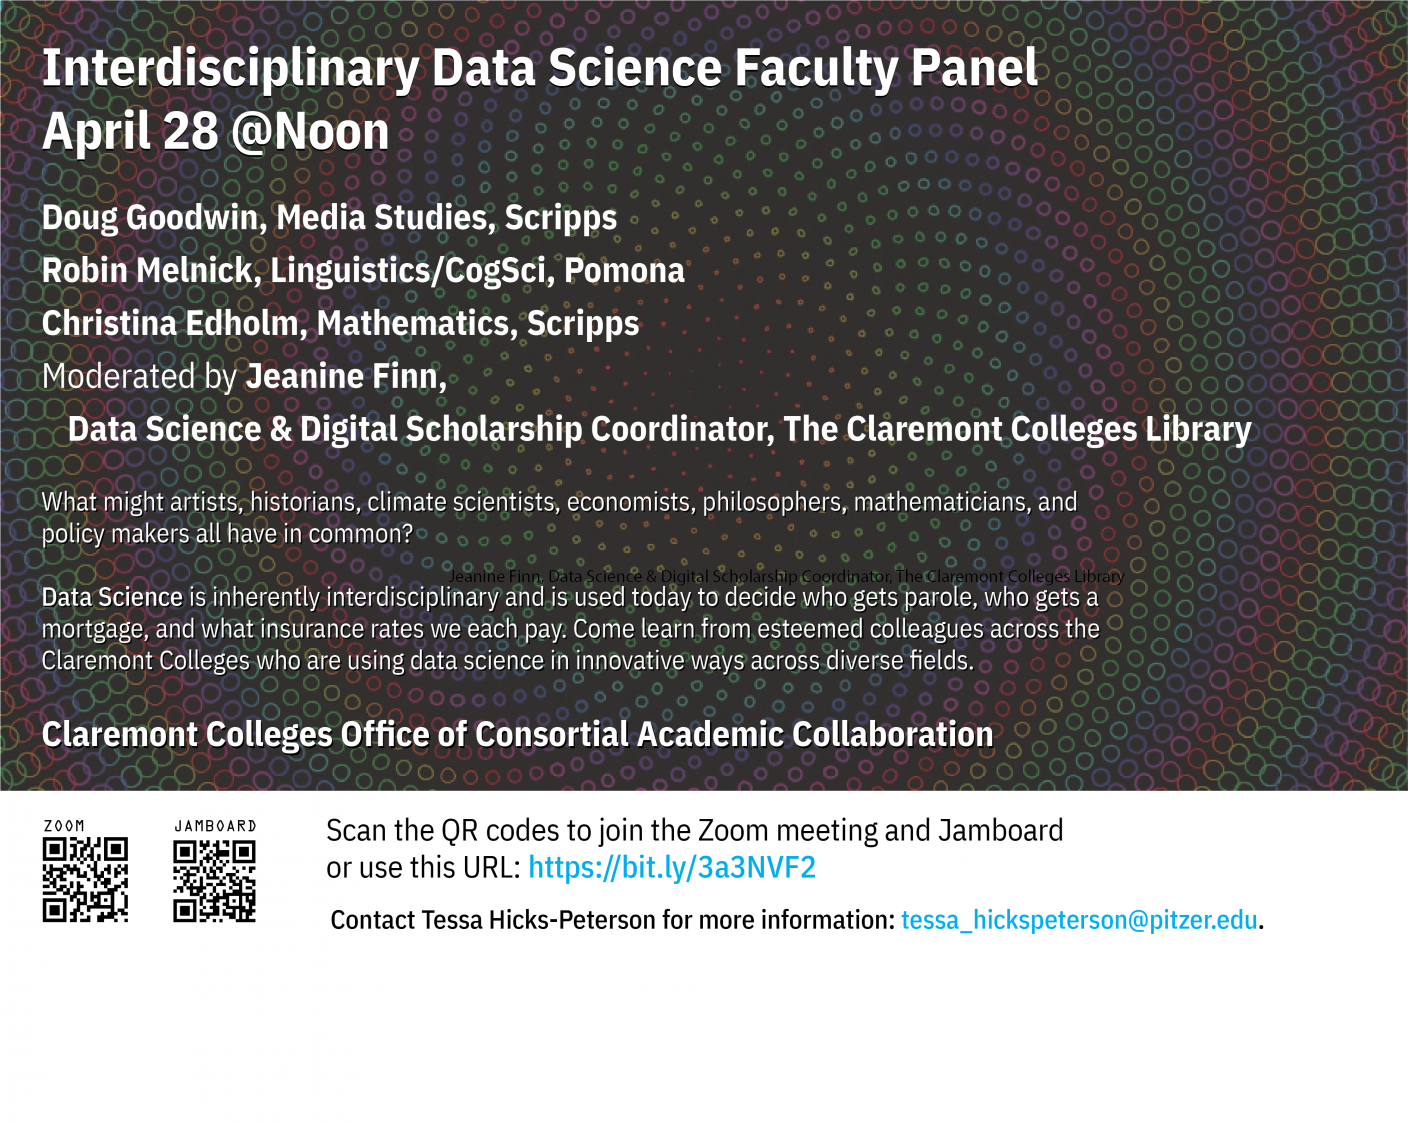 Interdisciplinary Data Science Faculty Panel
April 28 @Noon
Doug Goodwin, Media Studies, Scripps
Robin Melnick, Linguistics/CogSci, Pomona
Christina Edholm, Mathematics, Scripps
Moderated by Jeanine Finn,
Data Science & Digital Scholarship Coordinator, The Claremont Colleges Library
What might artists, historians, climate scientists, economists, philosophers, mathematicians, and
policy makers all have in common?
Jeanine Finn, Data Science & Digital Scholarship Coordinator, The Claremont Colleges Library
Data Science is inherently interdisciplinary and is used today to decide who gets parole, who gets a
mortgage, and what insurance rates we each pay. Come learn from esteemed colleagues across the
Claremont Colleges who are using data science in innovative ways across diverse fields.
Claremont Colleges Office of Consortial Academic Collaboration
ZOOM
JAMBOARD
Scan the QR codes to join the Zoom meeting and Jamboard
or use this URL: https://bit.ly/3a3NVF2
Contact Tessa Hicks-Peterson for more information: tessa_hickspeterson@pitzer.edu.